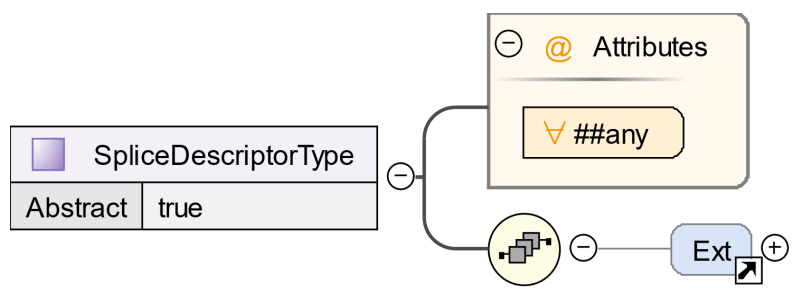 @ Attributes
∀ ##any
SpliceDescriptorType
Abstract true
Ext